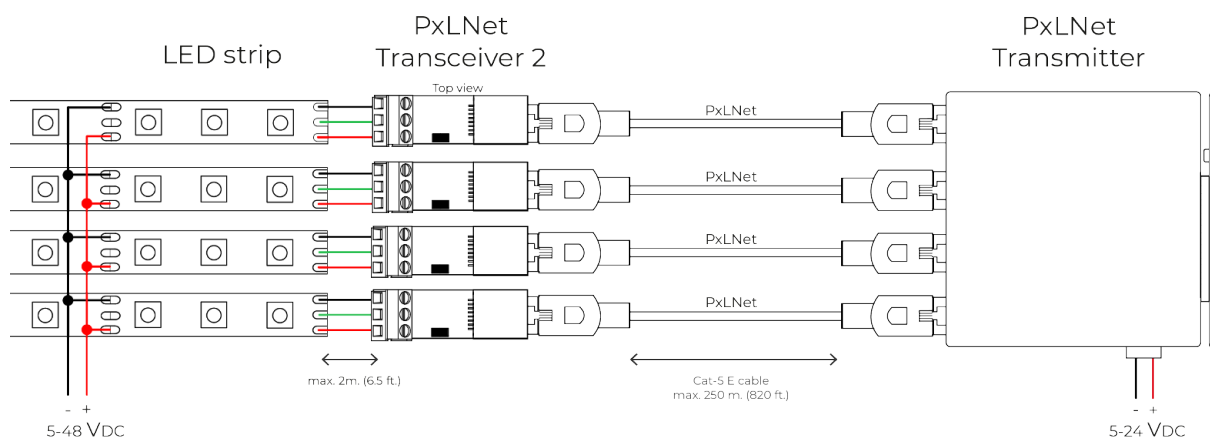 LED strip
PxLNet
Transceiver 2
Top view
PxLNet
Transmitter
PxLNet
PxLNet
PxLNet
PxLNet
max. 2m. (6.5 ft.)
Cat-5 E cable
max. 250 m. (820 ft.)
- +
5-48 VDC
- +
5-24 VDC